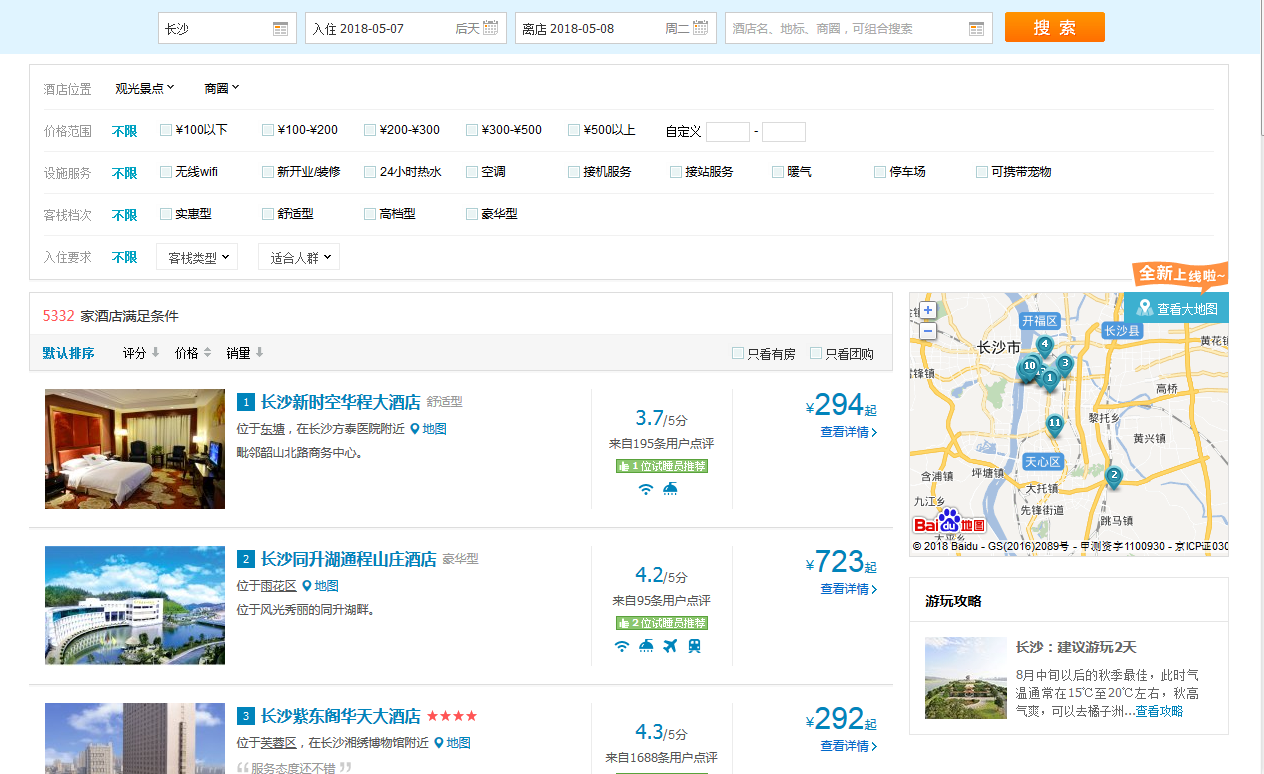 长沙 入住 2018-05-07 后天 离店 2018-05-08 周二 酒店名、地标、商圈，可组合搜索 搜 索
酒店位置 观光景点 商圈
价格范围 不限 ¥100以下 ¥100-¥200 ¥200-¥300 ¥300-¥500 ¥500以上 自定义 -
设施服务 不限 无线wifi 新开业/装修 24小时热水 空调 接机服务 接站服务 暖气 停车场 可携带宠物
客栈档次 不限 实惠型 舒适型 高档型 豪华型
入住要求 不限 客栈类型 适合人群
全新上线啦~
5332 家酒店满足条件
默认排序 评分 价格 销量 只看有房 只看团购
1 长沙新时空华程大酒店 舒适型
位于东塘，在长沙方泰医院附近 地图
毗邻韶山北路商务中心。
3.7/5分
来自195条用户点评
1 位试睡员推荐
¥294起
查看详情
2 长沙同升湖通程山庄酒店 豪华型
位于雨花区 地图
位于风光秀丽的同升湖畔。
4.2/5分
来自95条用户点评
2 位试睡员推荐
¥723起
查看详情
3 长沙紫东阁华天大酒店
位于芙蓉区，在长沙湘绣博物馆附近 地图
“服务态度还不错”
4.3/5分
来自1688条用户点评
¥292起
查看详情
+
−
查看大地图
开福区
长沙县
长沙市
黄花镇
4
10
3
1
高桥
黎托乡
11
黄兴镇
天心区
2
含浦镇
坪塘镇
大托镇
九江乡
先锋街道
跳马镇
Bai du 地图
© 2018 Baidu - GS(2016)2089号 - 甲测资字1100930 - 京ICP证030
游玩攻略
长沙：建议游玩2天
8月中旬以后的秋季最佳，此时气
温通常在15℃至20℃左右，秋高
气爽，可以去橘子洲...查看攻略